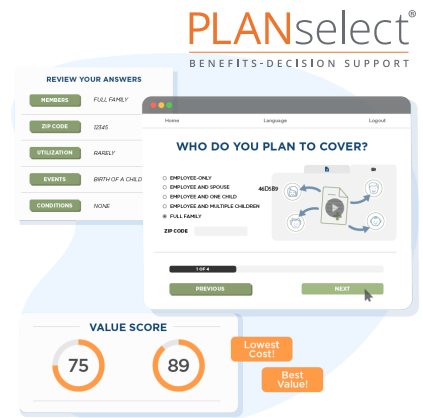 PLANselect®
BENEFITS-DECISION SUPPORT
REVIEW YOUR ANSWERS
MEMBERS FULL FAMILY
ZIP CODE 12345
UTILIZATION RARELY
EVENTS BIRTH OF A CHILD
CONDITIONS NONE
Home Language Logout
WHO DO YOU PLAN TO COVER?
EMPLOYEE-ONLY
EMPLOYEE AND SPOUSE
EMPLOYEE AND ONE CHILD
EMPLOYEE AND MULTIPLE CHILDREN
FULL FAMILY
46D5B9
ZIP CODE
1 OF 4
PREVIOUS NEXT
VALUE SCORE
75 89
Lowest
Cost!
Best
Value!